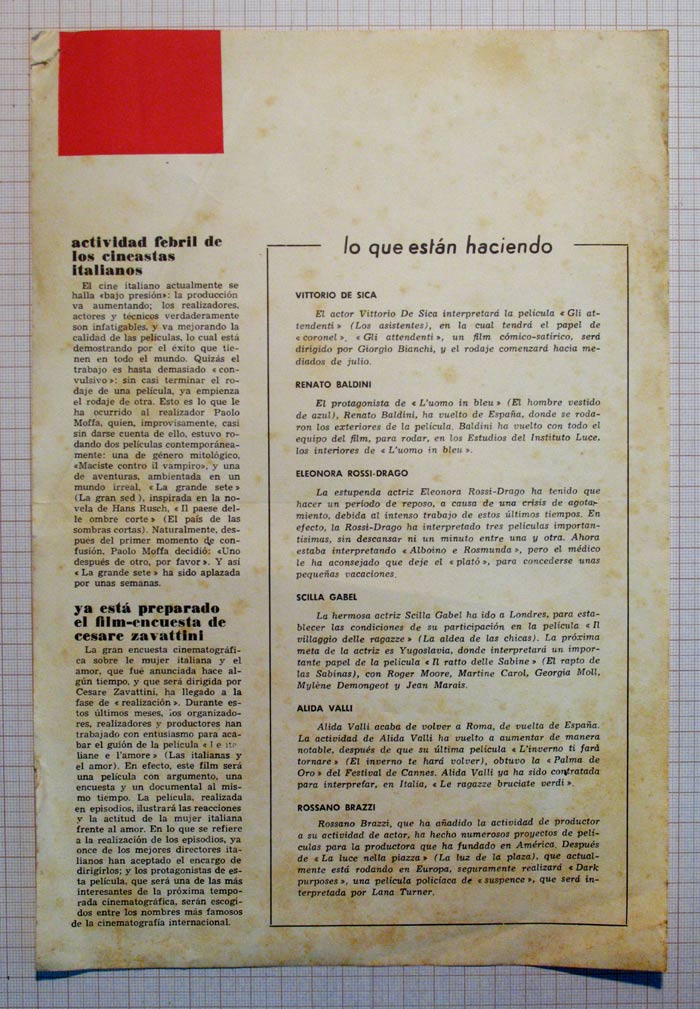 actividad febril de
los cineastas
italianos
El cine italiano actualmente se
halla «bajo presión»: la producción
va aumentando; los realizadores,
actores y técnicos verdaderamente
son infatigables, y va mejorando la
calidad de las películas, lo cual está
demostrando por el éxito que tie-
nen en todo el mundo. Quizás el
trabajo es hasta demasiado «con-
vulsivo»: sin casi terminar el ro-
daje de una película, ya empienza
el rodaje de otra. Esto es lo que le
ha ocurrido al realizador Paolo
Moffa, quien, improvisamente, casi
sin darse cuenta de ello, estuvo ro-
dando dos películas contemporánea-
mente: una de género mitológico,
«Maciste contro il vampiro», y una
de aventuras, ambientada en un
mundo irreal, «La grande sete»
(La gran sed), inspirada en la no-
vela de Hans Rusch, «Il paese del-
le ombre corte» (El país de las
sombras cortas). Naturalmente, des-
pués del primer momento de con-
fusión, Paolo Moffa decidió: «Uno
después de otro, por favor». Y así
«La grande sete» ha sido aplazada
por unas semanas.
ya está preparado
el film-encuesta de
cesare zavattini
La gran encuesta cinematográfi-
ca sobre le mujer italiana y el
amor, que fué anunciada hace al-
gún tiempo, y que será dirigida por
Cesare Zavattini, ha llegado a la
fase de «realización». Durante es-
tos últimos meses, los organizado-
res, realizadores y productores han
trabajado con entusiasmo para aca-
bar el guión de la película «Le ita-
liane e l'amore» (Las italianas y
el amor). En efecto, este film será
una película con argumento, una
encuesta y un documental al mis-
mo tiempo. La película, realizada
en episodios, ilustrará las reacciones
y la actitud de la mujer italiana
frente al amor. En lo que se refiere
a la realización de los episodios, ya
once de los mejores directores ita-
lianos han aceptado el encargo de
dirigirlos; y los protagonistas de es-
ta película, que será una de las más
interesantes de la próxima tempo-
rada cinematográfica, serán escogi-
dos entre los nombres más famosos
de la cinematografía internacional.
lo que están haciendo
VITTORIO DE SICA
El actor Vittorio De Sica interpretará la película «Gli at-
tendenti» (Los asistentes), en la cual tendrá el papel de
«coronel». «Gli attendenti», un film cómico-satírico, será
dirigido por Giorgio Bianchi, y el rodaje comenzará hacia me-
diados de julio.
RENATO BALDINI
El protagonista de «L'uomo in bleu» (El hombre vestido
de azul), Renato Baldini, ha vuelto de España, donde se roda-
ron los exteriores de la película. Baldini ha vuelto con todo el
equipo del film, para rodar, en los Estudios del Instituto Luce,
los interiores de «L'uomo in bleu».
ELEONORA ROSSI-DRAGO
La estupenda actriz Eleonora Rossi-Drago ha tenido que
hacer un período de reposo, a causa de una crisis de agota-
miento, debida al intenso trabajo de estos últimos tiempos. En
efecto, la Rossi-Drago ha interpretado tres películas importan-
tísimas, sin descansar ni un minuto entre una y otra. Ahora
estaba interpretando «Alboino e Rosmunda», pero el médico
le ha aconsejado que deje el «plató», para concederse unas
pequeñas vacaciones.
SCILLA GABEL
La hermosa actriz Scilla Gabel ha ido a Londres, para esta-
blecer las condiciones de su participación en la película «Il
villaggio delle ragazze» (La aldea de las chicas). La próxima
meta de la actriz es Yugoslavia, donde interpretará un impor-
tante papel de la película «Il ratto delle Sabine» (El rapto de
las Sabinas), con Roger Moore, Martine Carol, Georgia Moll,
Mylène Demongeot y Jean Marais.
ALIDA VALLI
Alida Valli acaba de volver a Roma, de vuelta de España.
La actividad de Alida Valli ha vuelto a aumentar de manera
notable, después de que su última película «L'inverno ti farà
tornare» (El invierno te hará volver), obtuvo la «Palma de
Oro» del Festival de Cannes. Alida Valli ya ha sido contratada
para interpretar, en Italia, «Le ragazze bruciate verdi».
ROSSANO BRAZZI
Rossano Brazzi, que ha añadido la actividad de productor
a su actividad de actor, ha hecho numerosos proyectos de pelí-
culas para la productora que ha fundado en América. Después
de «La luce nella piazza» (La luz de la plaza), que actual-
mente está rodando en Europa, seguramente realizará «Dark
purposes», una película policíaca de «suspence», que será in-
terpretada por Lana Turner.